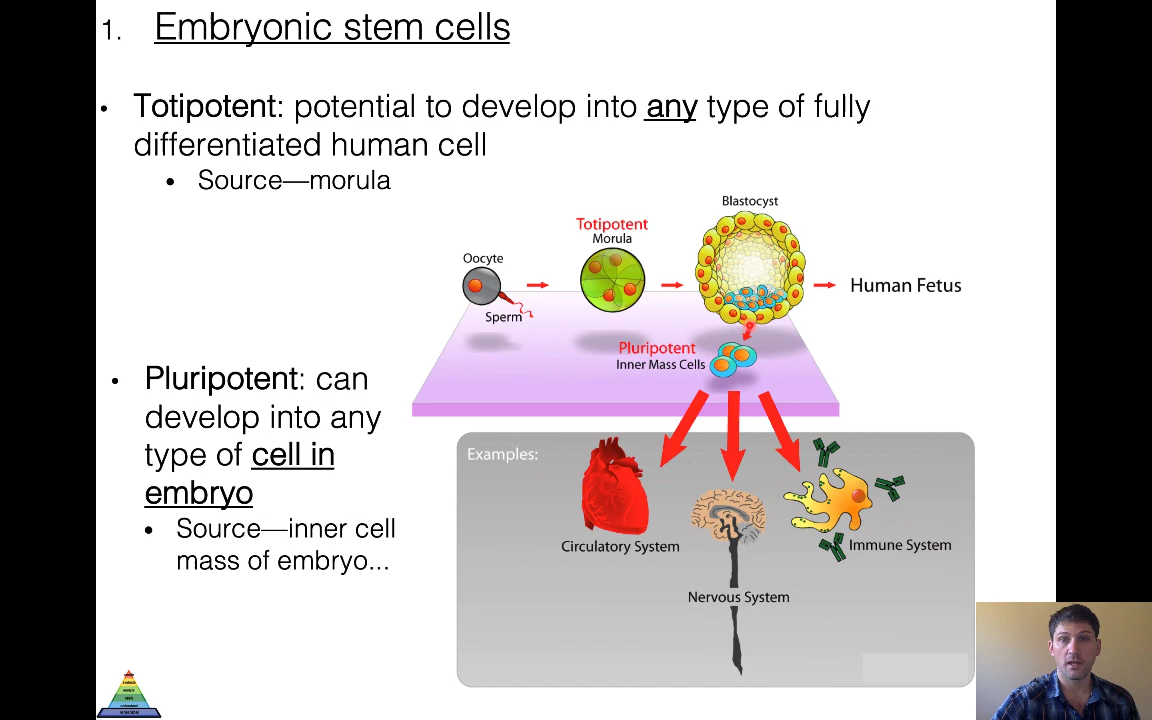 1. Embryonic stem cells
• Totipotent: potential to develop into any type of fully
differentiated human cell
• Source—morula
Blastocyst
Totipotent
Morula
Oocyte
Human Fetus
Sperm
Pluripotent
Inner Mass Cells
• Pluripotent: can
develop into any
type of cell in
embryo
• Source—inner cell
mass of embryo...
Examples:
Circulatory System
Immune System
Nervous System